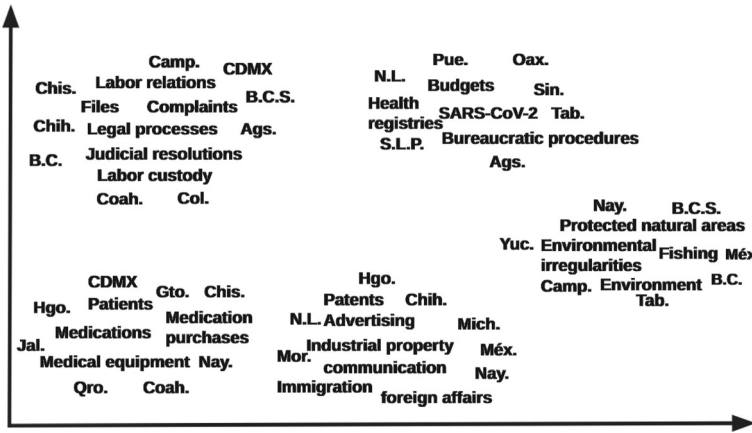 Camp.
CDMX
Chis.
Labor relations
B.C.S.
Files
Complaints
Chih.
Legal processes
Ags.
B.C.
Judicial resolutions
Labor custody
Coah.
Col.
Pue.
Oax.
N.L.
Budgets
Sin.
Health
registries
SARS-CoV-2
Tab.
S.L.P.
Bureaucratic procedures
Ags.
Nay.
B.C.S.
Protected natural areas
Yuc.
Environmental
irregularities
Fishing
Méx
Camp.
Environment
B.C.
Tab.
CDMX
Gto.
Chis.
Hgo.
Patients
Medication
purchases
Medications
Jal.
Medical equipment
Nay.
Qro.
Coah.
Hgo.
Patents
Chih.
N.L.
Advertising
Mich.
Industrial property
Méx.
Mor.
communication
Nay.
Immigration
foreign affairs